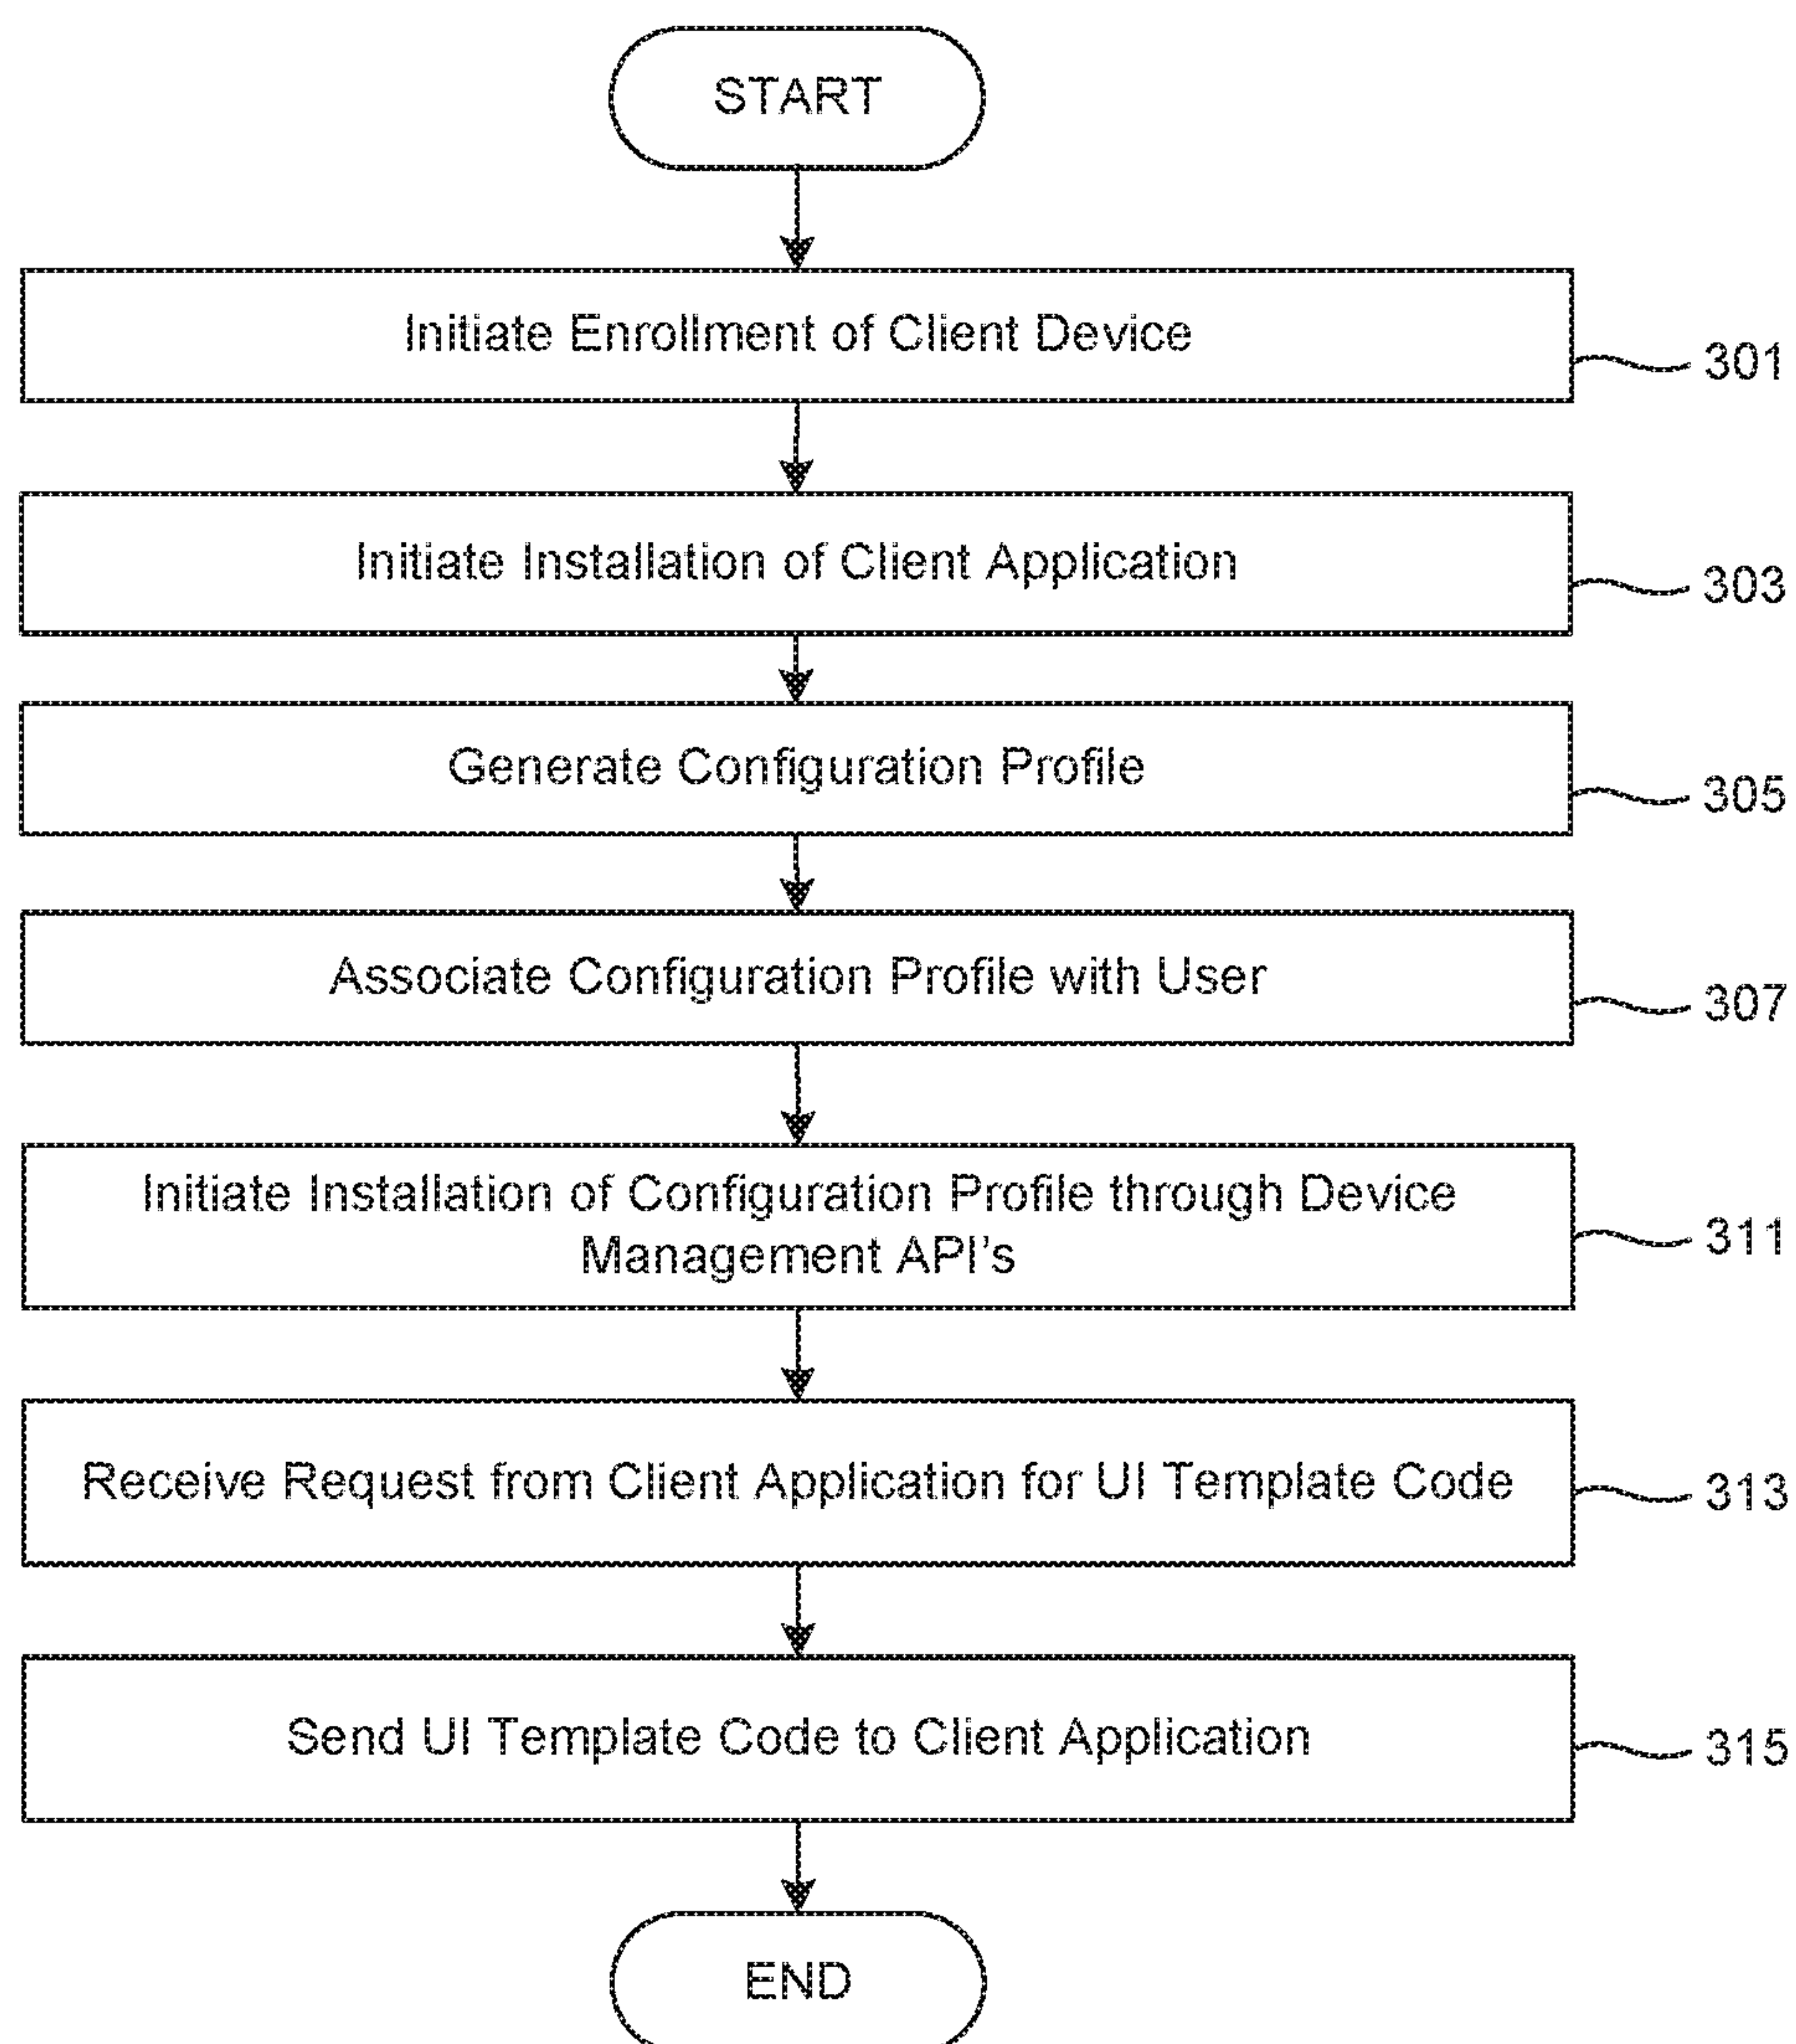 START
Initiate Enrollment of Client Device
301
Initiate Installation of Client Application
303
Generate Configuration Profile
305
Associate Configuration Profile with User
307
Initiate Installation of Configuration Profile through Device
Management API's
311
Receive Request from Client Application for UI Template Code
313
Send UI Template Code to Client Application
315
END